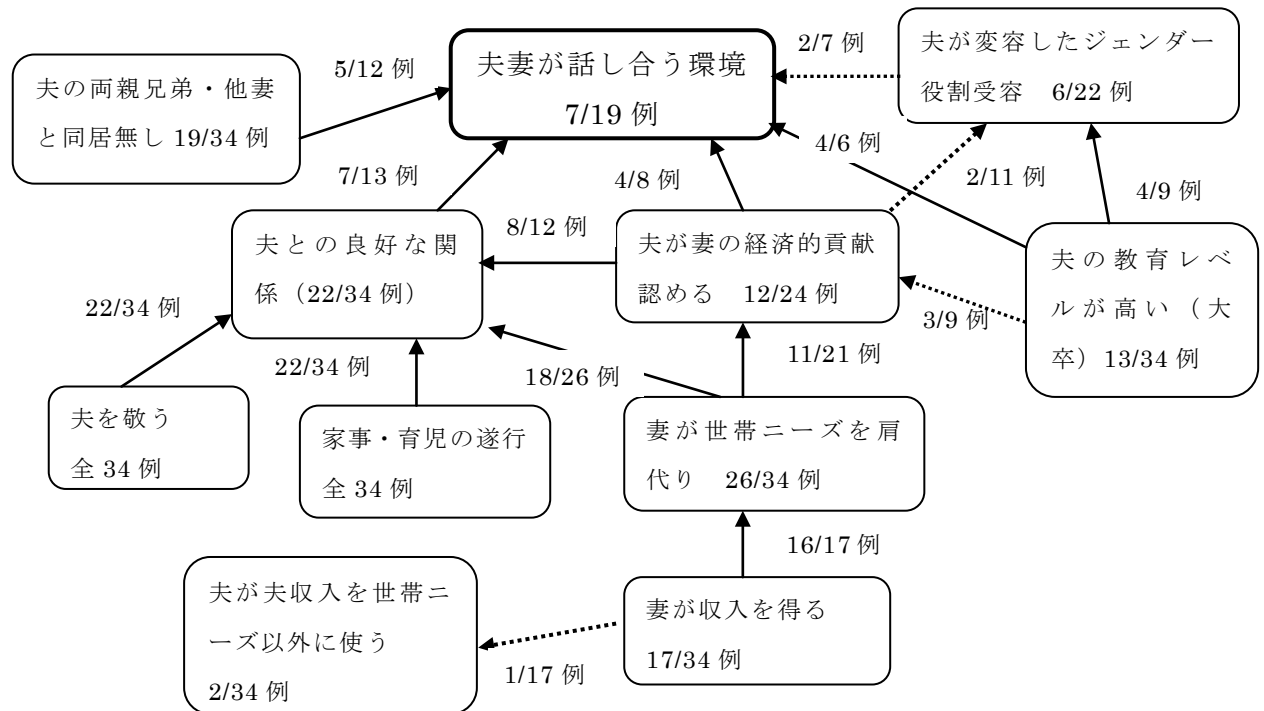 夫妻が話し合う環境
7/19 例
2/7 例
夫が変容したジェンダー
役割受容 6/22 例
5/12 例
夫の両親兄弟・他妻
と同居無し 19/34 例
4/6 例
7/13 例
4/8 例
2/11 例
4/9 例
8/12 例
夫との良好な関
係（22/34 例）
夫が妻の経済的貢献
認める 12/24 例
夫の教育レベ
ルが高い（大
卒）13/34 例
22/34 例
3/9 例
22/34 例
18/26 例
11/21 例
夫を敬う
全 34 例
家事・育児の遂行
全 34 例
妻が世帯ニーズを肩
代り 26/34 例
16/17 例
夫が夫収入を世帯ニ
ーズ以外に使う
2/34 例
1/17 例
妻が収入を得る
17/34 例